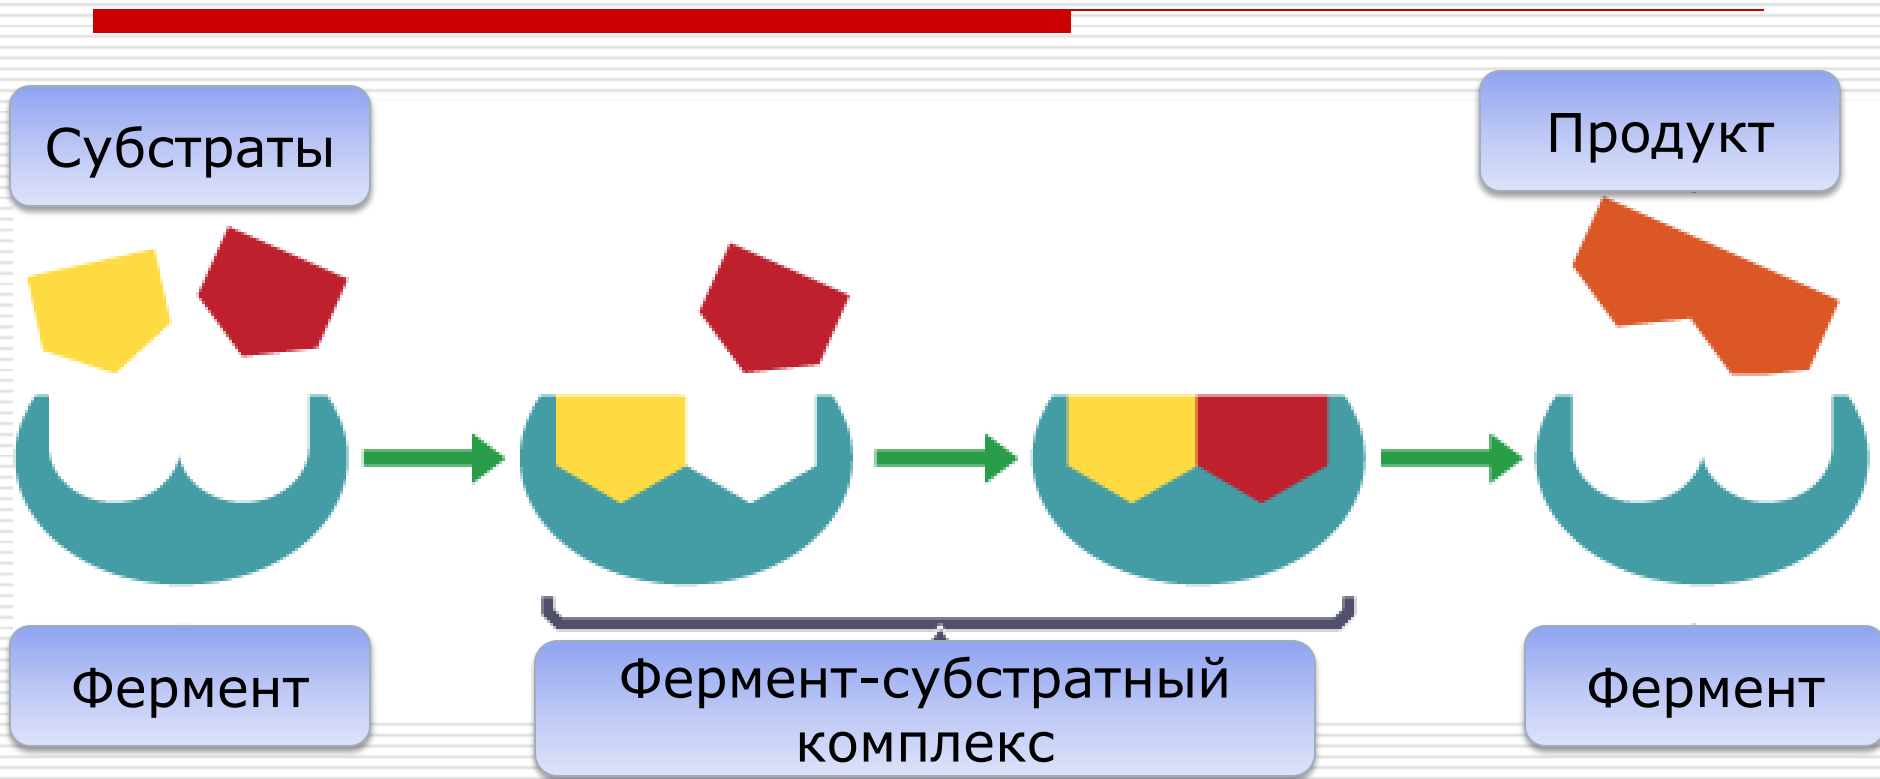 Субстраты
Продукт
Фермент
Фермент-субстратный
комплекс
Фермент